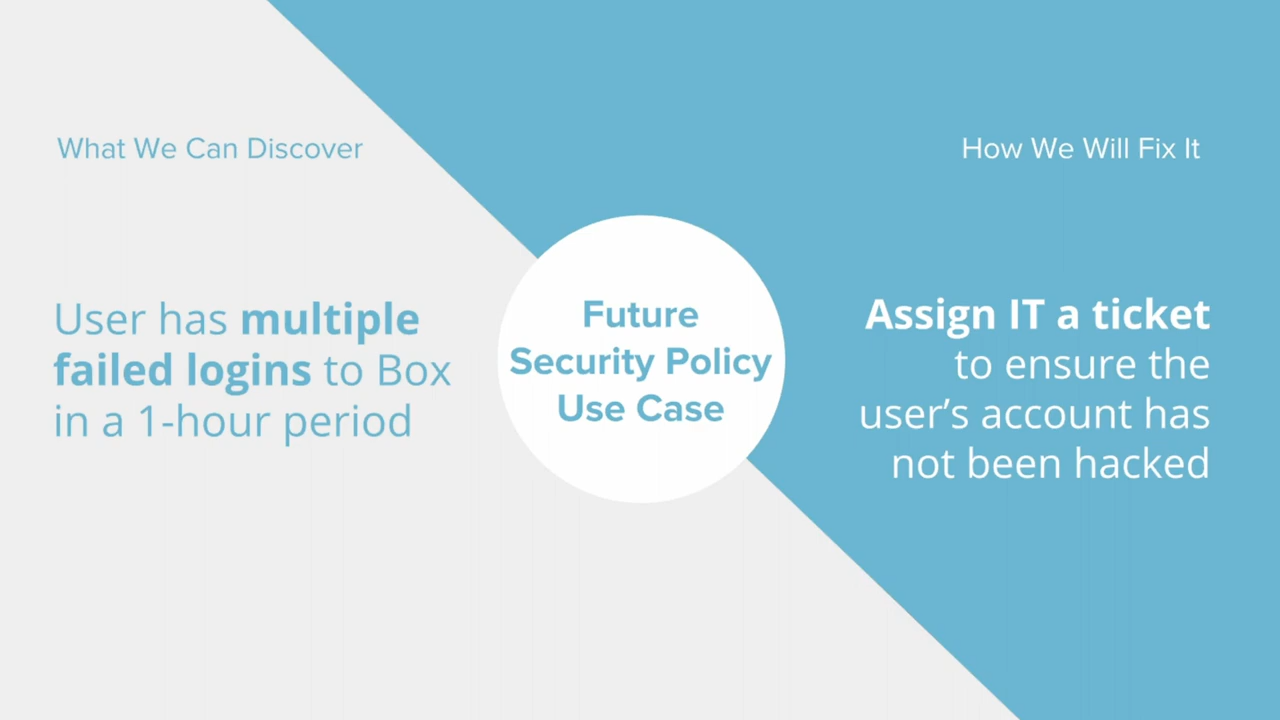 What We Can Discover
How We Will Fix It
User has multiple
failed logins to Box
in a 1-hour period
Future
Security Policy
Use Case
Assign IT a ticket
to ensure the
user’s account has
not been hacked